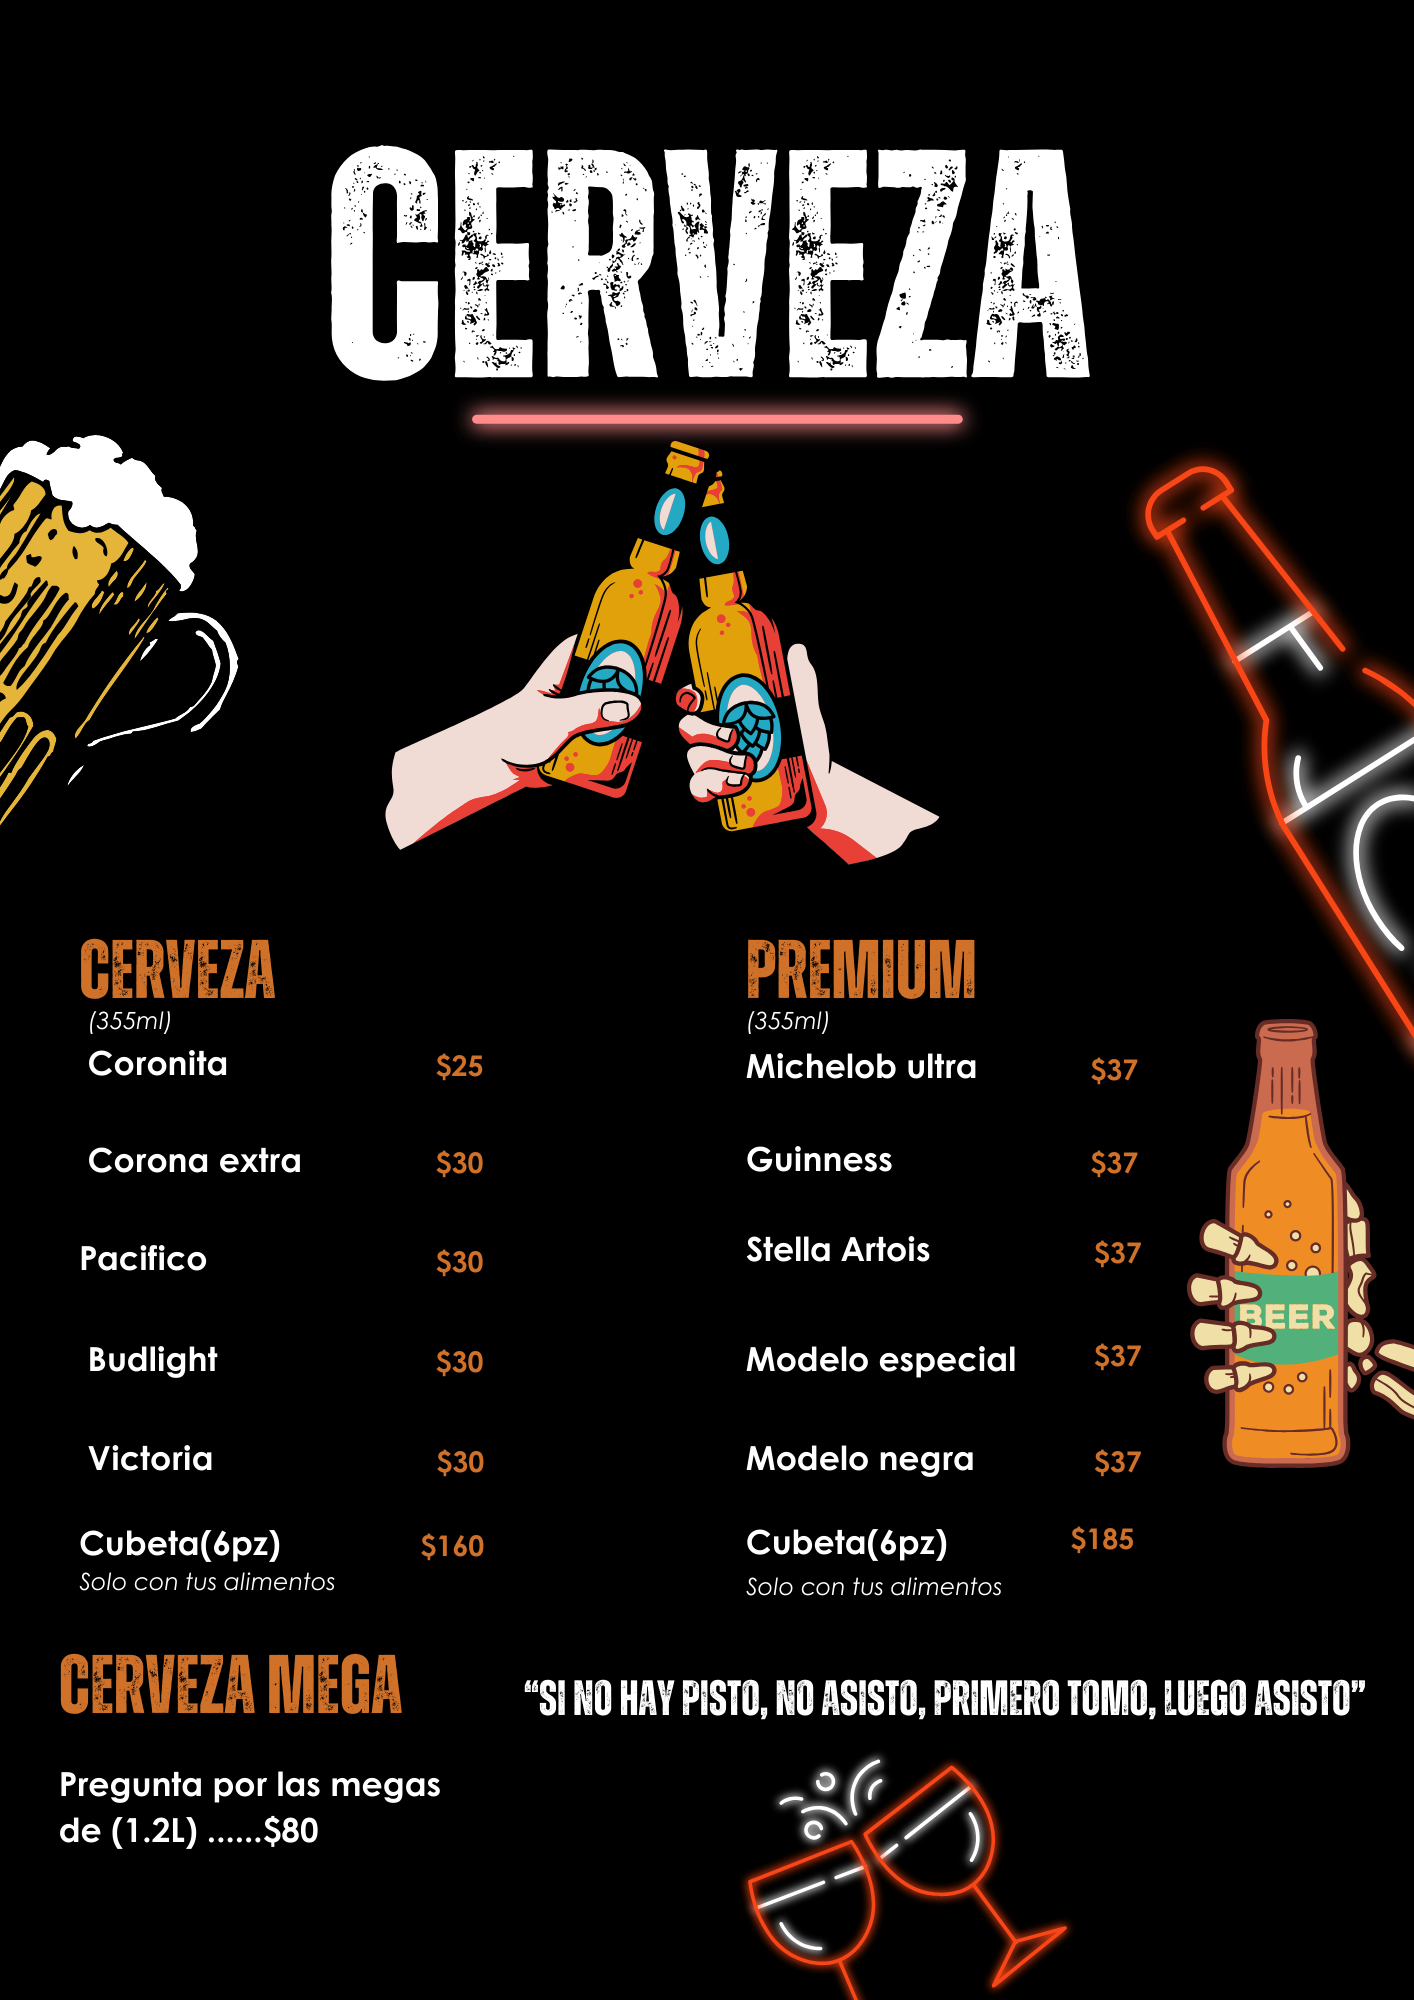 CERVEZA
CERVEZA
(355ml)
Coronita $25
Corona extra $30
Pacifico $30
Budlight $30
Victoria $30
Cubeta(6pz) $160
Solo con tus alimentos
PREMIUM
(355ml)
Michelob ultra $37
Guinness $37
Stella Artois $37
Modelo especial $37
Modelo negra $37
Cubeta(6pz) $185
Solo con tus alimentos
BEER
CERVEZA MEGA
Pregunta por las megas
de (1.2L) ......$80
“SI NO HAY PISTO, NO ASISTO, PRIMERO TOMO, LUEGO ASISTO”